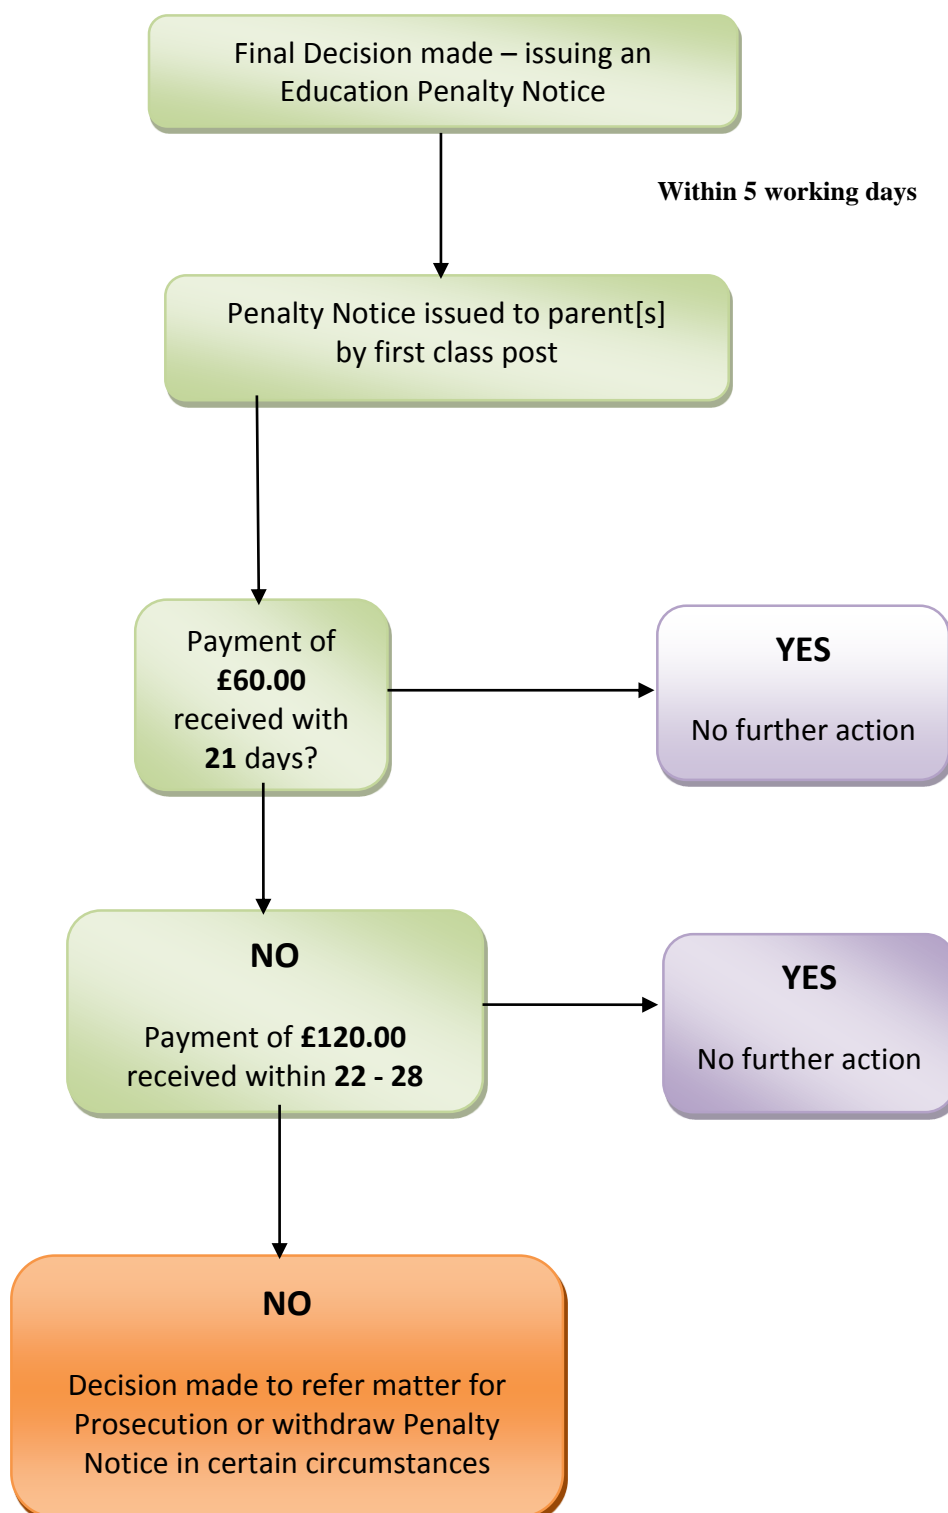 Final Decision made – issuing an
Education Penalty Notice
Within 5 working days
Penalty Notice issued to parent[s]
by first class post
Payment of
£60.00
received with
21 days?
YES
No further action
NO
Payment of £120.00
received within 22 - 28
YES
No further action
NO
Decision made to refer matter for
Prosecution or withdraw Penalty
Notice in certain circumstances